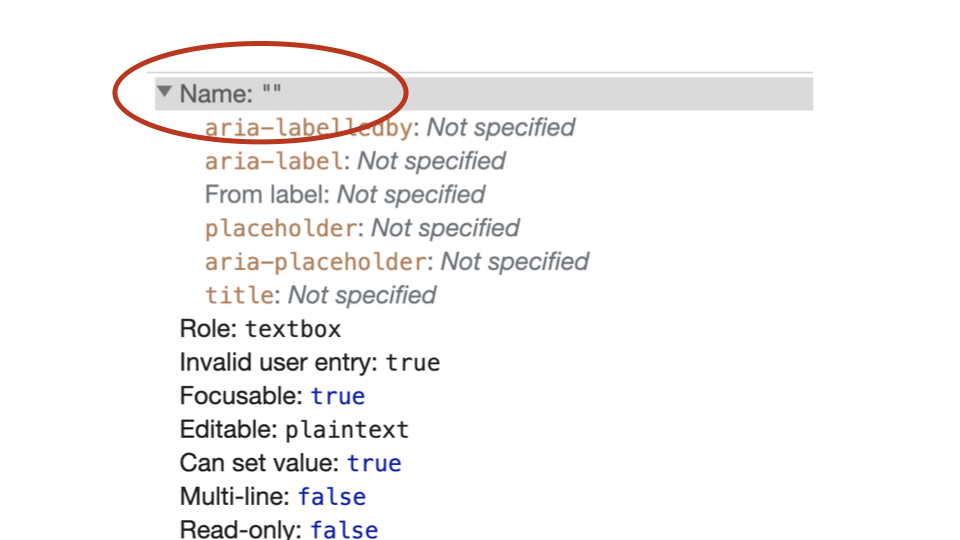 Name: ""
aria-labelledby: Not specified
aria-label: Not specified
From label: Not specified
placeholder: Not specified
aria-placeholder: Not specified
title: Not specified
Role: textbox
Invalid user entry: true
Focusable: true
Editable: plaintext
Can set value: true
Multi-line: false
Read-only: false